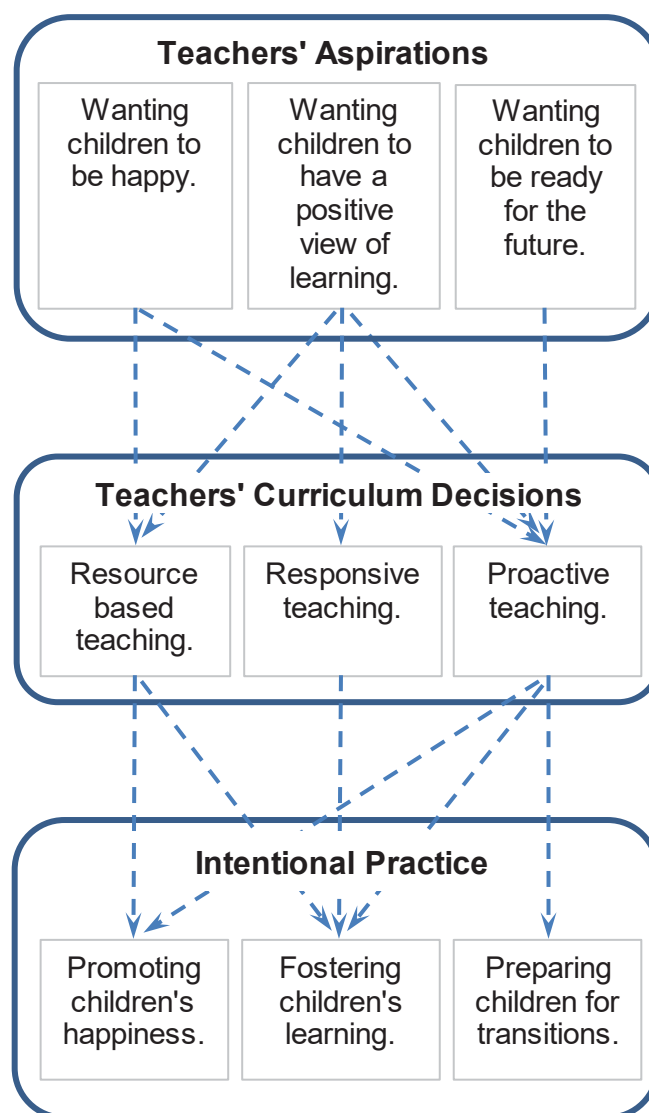 Teachers' Aspirations
Wanting
children to
be happy.
Wanting
children to
have a
positive
view of
learning.
Wanting
children to
be ready
for the
future.
Teachers' Curriculum Decisions
Resource
based
teaching.
Responsive
teaching.
Proactive
teaching.
Intentional Practice
Promoting
children's
happiness.
Fostering
children's
learning.
Preparing
children for
transitions.